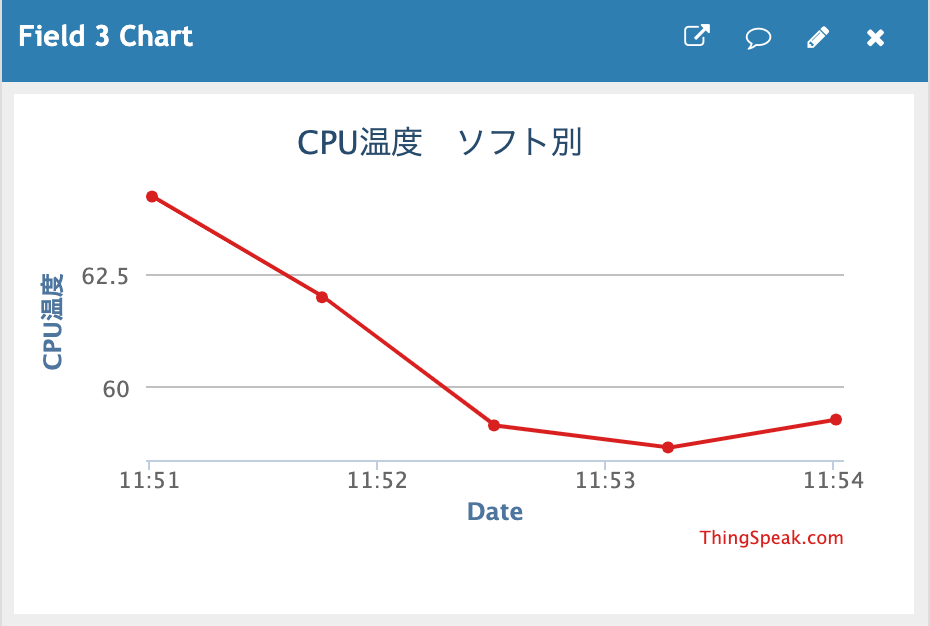 Field 3 Chart
CPU温度　ソフト別
CPU温度
62.5
60
11:51 11:52 11:53 11:54
Date
ThingSpeak.com